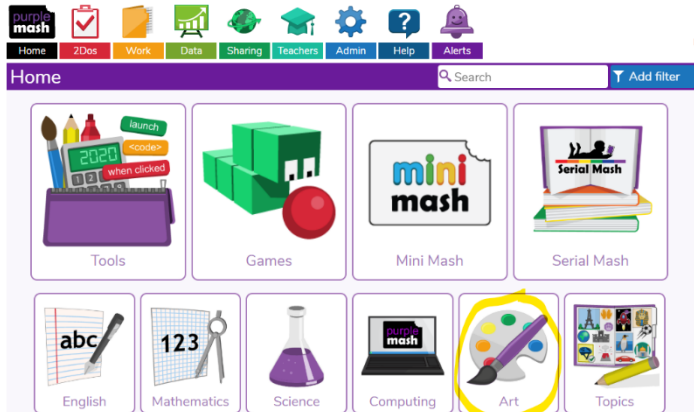 purple
mash
Home 2Dos Work Data Sharing Teachers Admin Help Alerts
Home Search Add filter
launch
<code>
2020
when clicked
1 2
mini
mash
Serial Mash
Tools Games Mini Mash Serial Mash
abc 123 purple
mash
English Mathematics Science Computing Art Topics